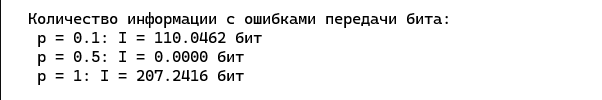 Количество информации с ошибками передачи бита:
p = 0.1: I = 110.0462 бит
p = 0.5: I = 0.0000 бит
p = 1: I = 207.2416 бит